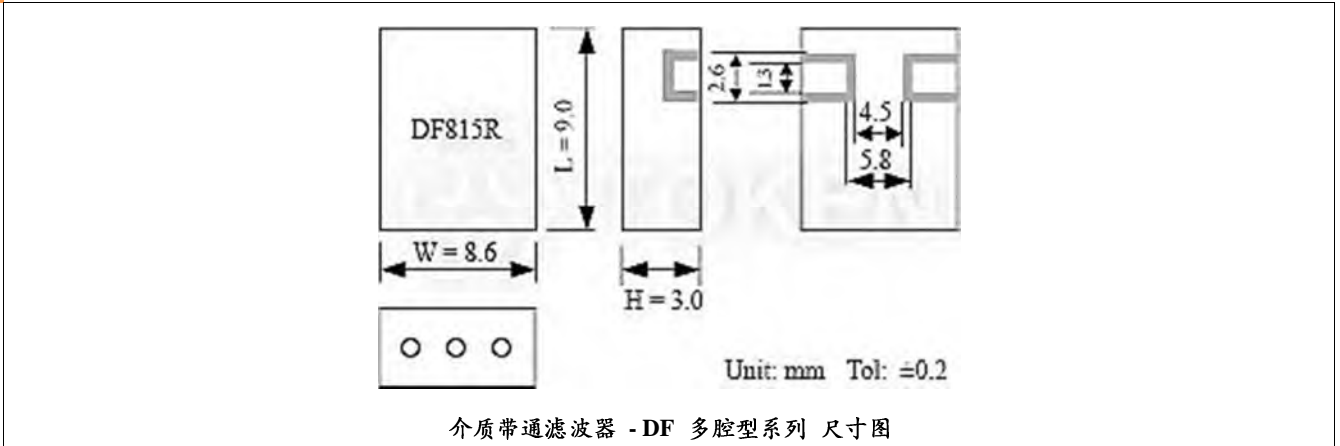 DF815R
L = 9.0
W = 8.6
H = 3.0
2.6
1.3
4.5
5.8
Unit: mm Tol: ±0.2
介质带通滤波器 - DF 多腔型系列 尺寸图